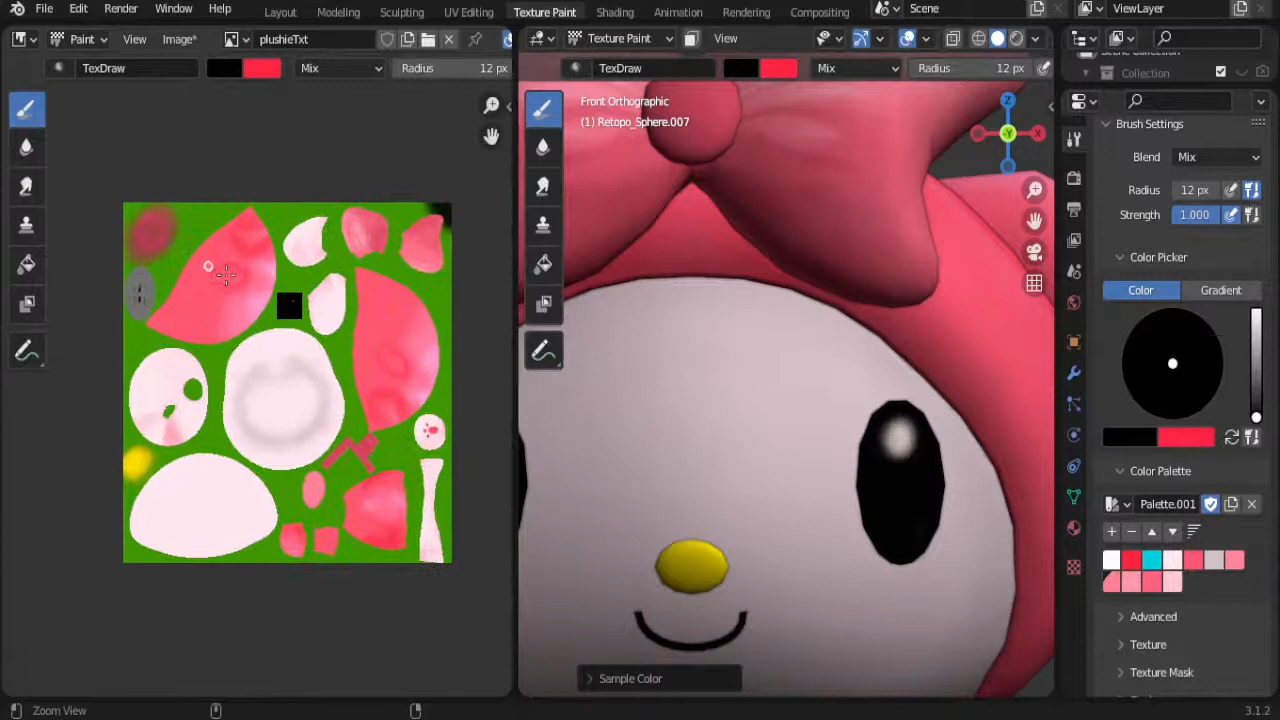 File Edit Render Window Help Layout Modeling Sculpting UV Editing Texture Paint Shading Animation Rendering Compositing Scene ViewLayer
Paint View Image* plushieTxt Texture Paint View
Collection
TexDraw Mix Radius 12 px TexDraw Mix Radius 12 px
Front Orthographic
(1) Retopo_Sphere.007
Z
Y
X
Brush Settings
Blend Mix
Radius 12 px
Strength 1.000
Color Picker
Color Gradient
Color Palette
Palette.001
Advanced
Texture
Texture Mask
Sample Color
Zoom View 3.1.2